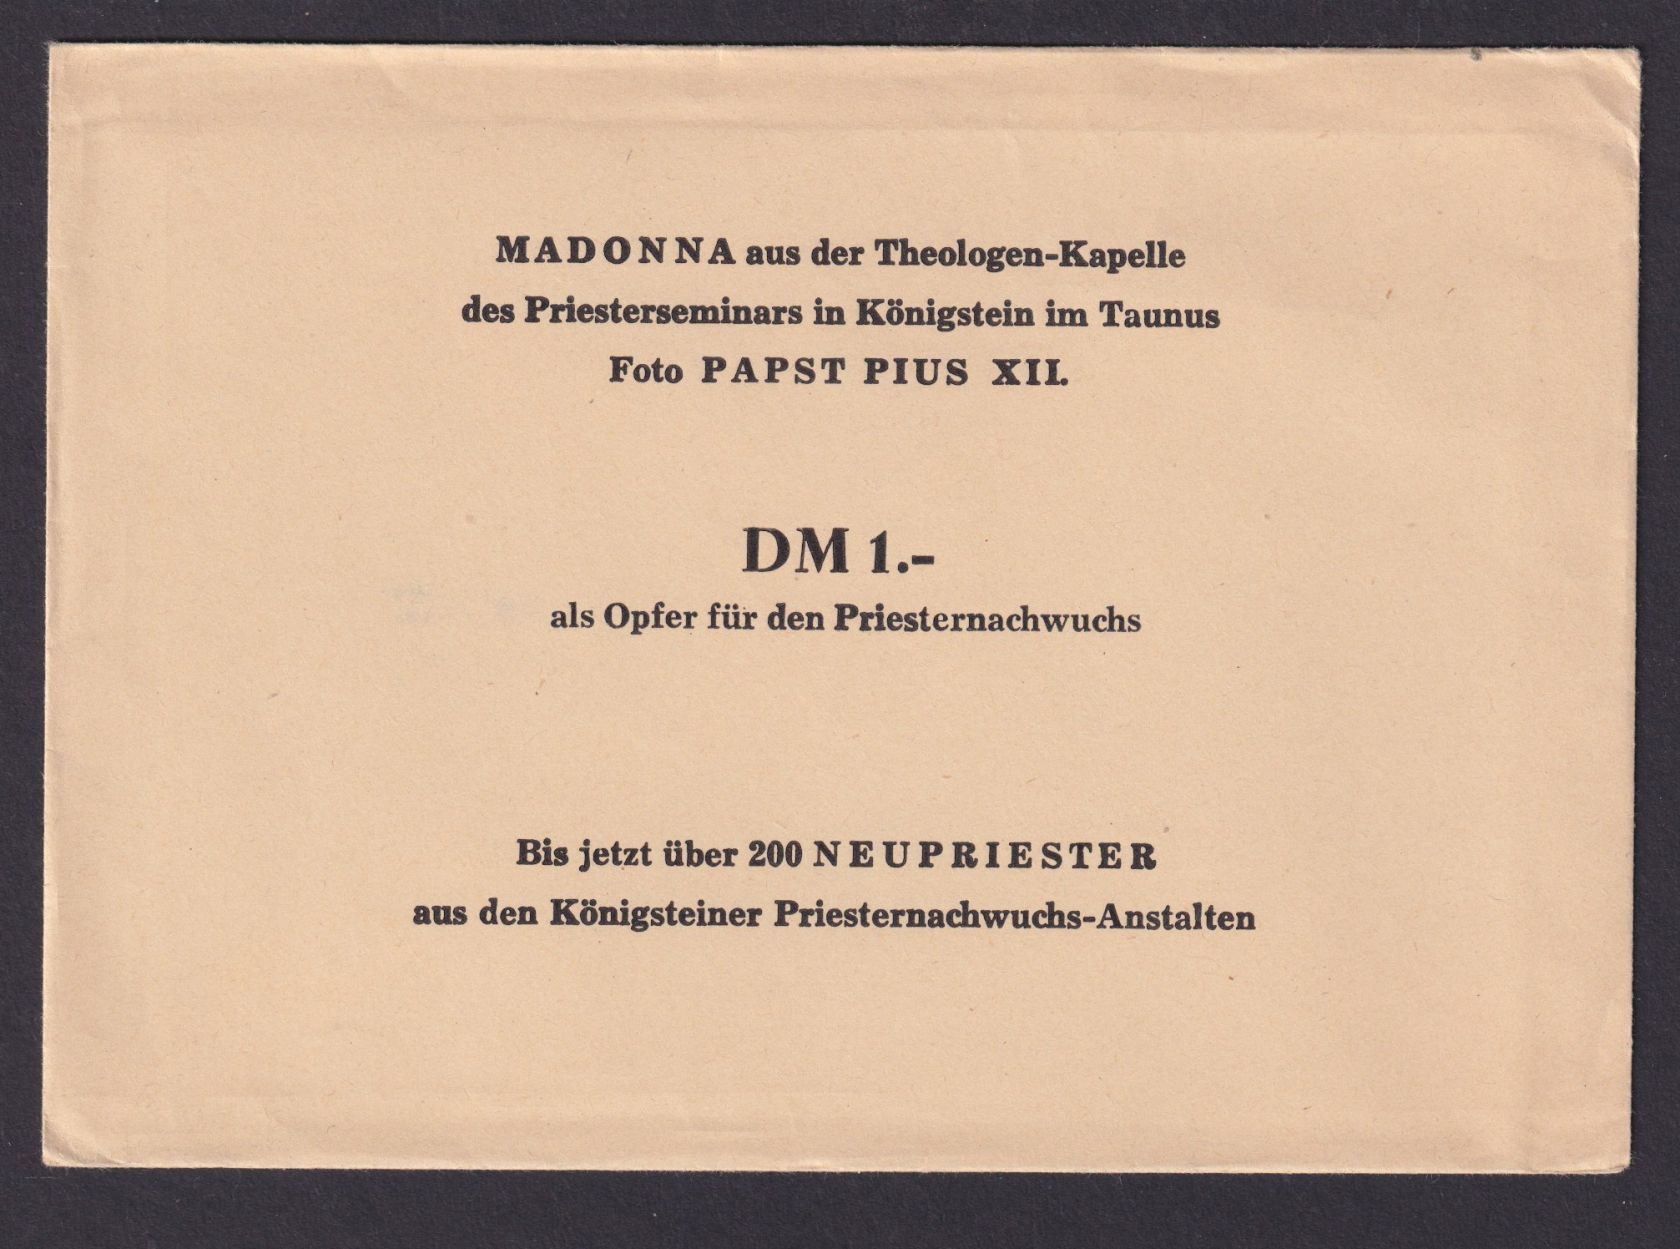 MADONNA aus der Theologen-Kapelle
des Priesterseminars in Königstein im Taunus
Foto PAPST PIUS XII.
DM 1.-
als Opfer für den Priesternachwuchs
Bis jetzt über 200 NEUPRIESTER
aus den Königsteiner Priesternachwuchs-Anstalten